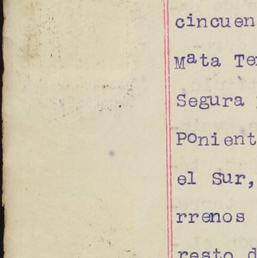 cincuen
Mata Te
Segura
Ponient
el Sur,
rrenos
resto d